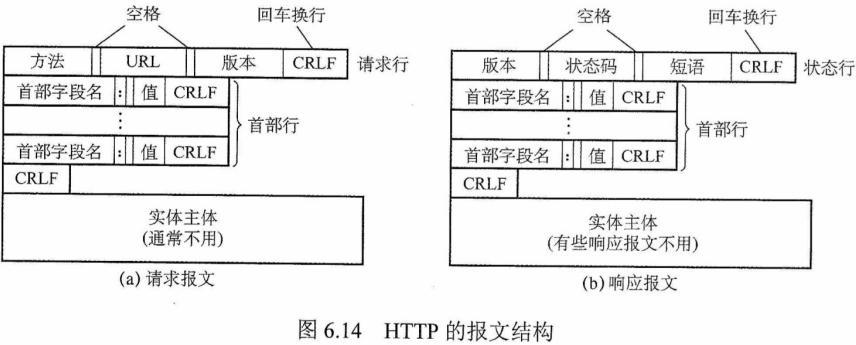 空格
回车换行
方法 URL 版本 CRLF 请求行
首部字段名 : 值 CRLF
⋮
首部字段名 : 值 CRLF
首部行
CRLF
实体主体
(通常不用)
(a) 请求报文
空格
回车换行
版本 状态码 短语 CRLF 状态行
首部字段名 : 值 CRLF
⋮
首部字段名 : 值 CRLF
首部行
CRLF
实体主体
(有些响应报文不用)
(b) 响应报文
图 6.14 HTTP 的报文结构